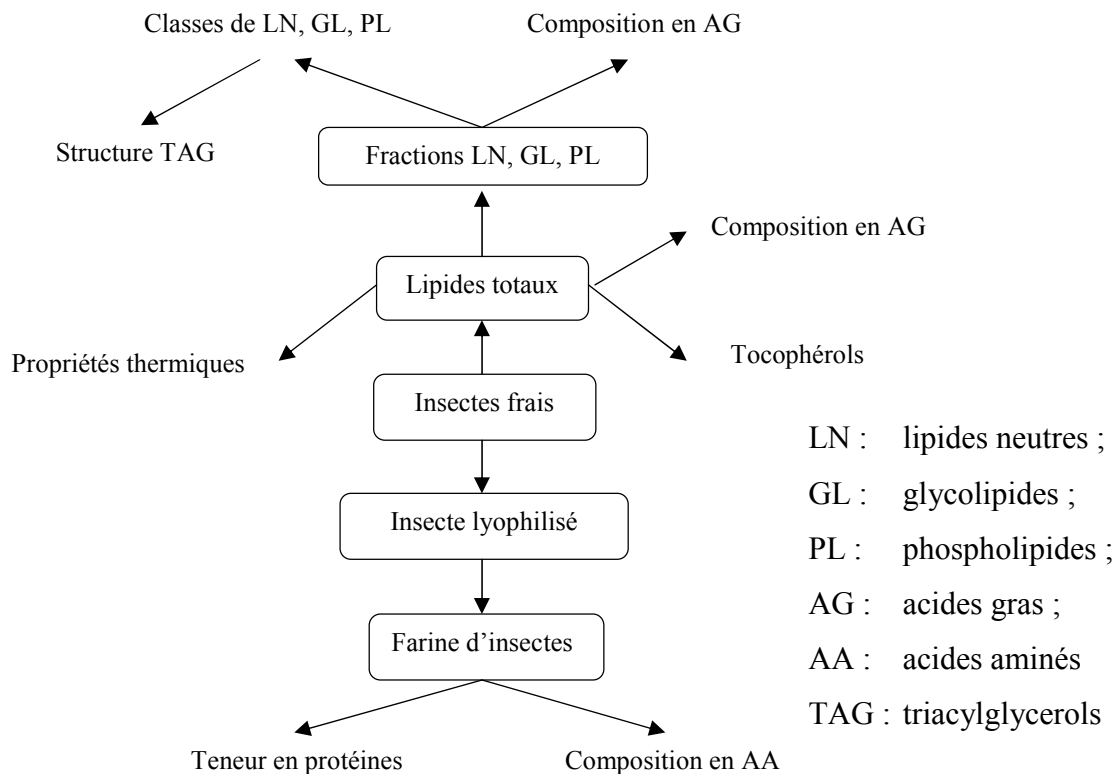 Classes de LN, GL, PL
Composition en AG
Structure TAG
Fractions LN, GL, PL
Composition en AG
Lipides totaux
Propriétés thermiques
Tocophérols
Insectes frais
Insecte lyophilisé
Farine d’insectes
Teneur en protéines
Composition en AA
LN : lipides neutres ;
GL : glycolipides ;
PL : phospholipides ;
AG : acides gras ;
AA : acides aminés
TAG : triacylglycerols